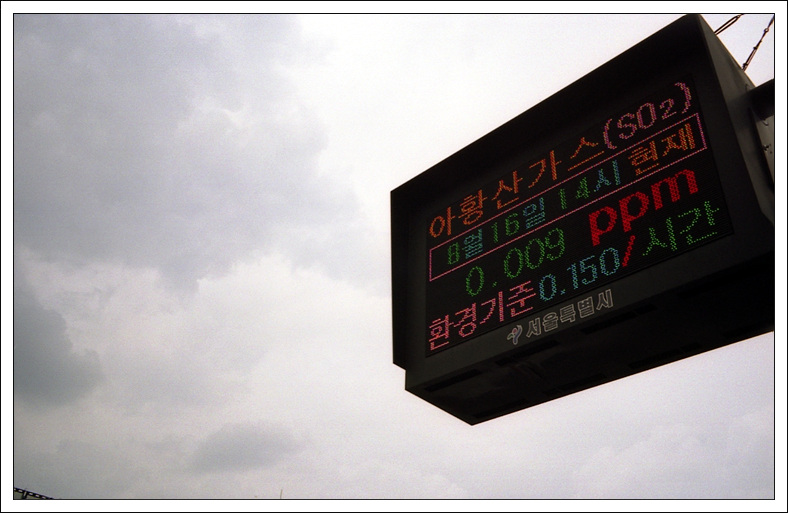 아황산가스(SO2)
8월 16일 14시 현재
0.009 ppm
환경기준 0.150/시간
서울특별시